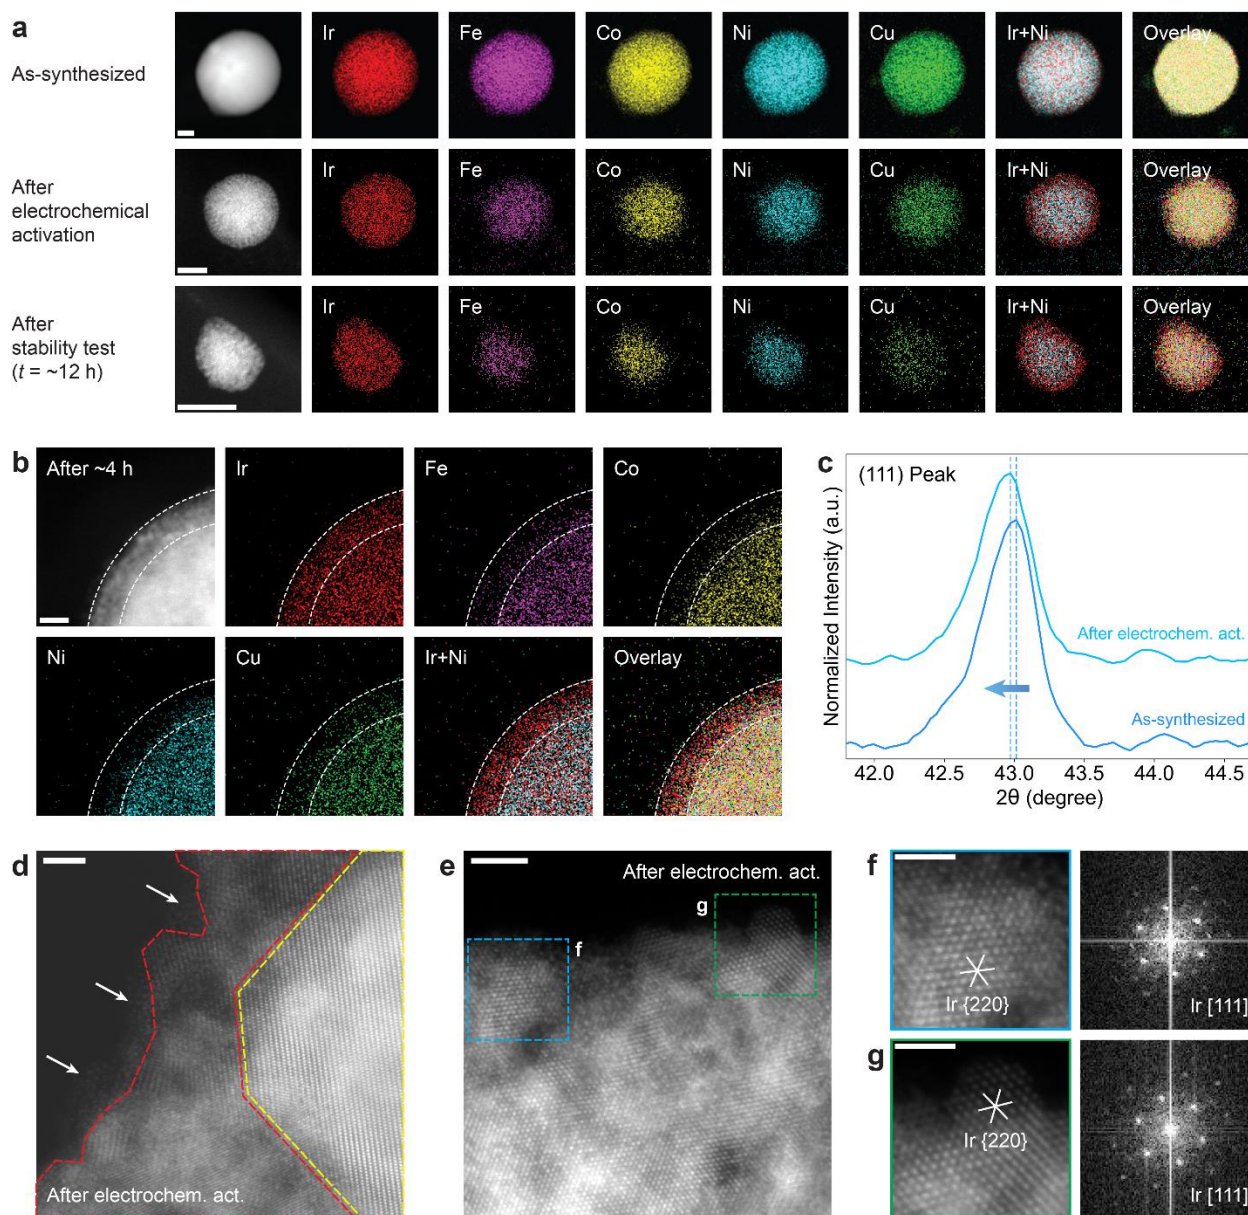 a
Ir Fe Co Ni Cu Ir+Ni Overlay
As-synthesized
Ir Fe Co Ni Cu Ir+Ni Overlay
After
electrochemical
activation
Ir Fe Co Ni Cu Ir+Ni Overlay
After
stability test
(t = ~12 h)
b
After ~4 h Ir Fe Co
Ni Cu Ir+Ni Overlay
c
(111) Peak
Normalized Intensity (a.u.)
After electrochem. act.
As-synthesized
42.0 42.5 43.0 43.5 44.0 44.5
2θ (degree)
d
After electrochem. act.
e
After electrochem. act.
g
f
f
Ir {220}
Ir [111]
g
Ir {220}
Ir [111]